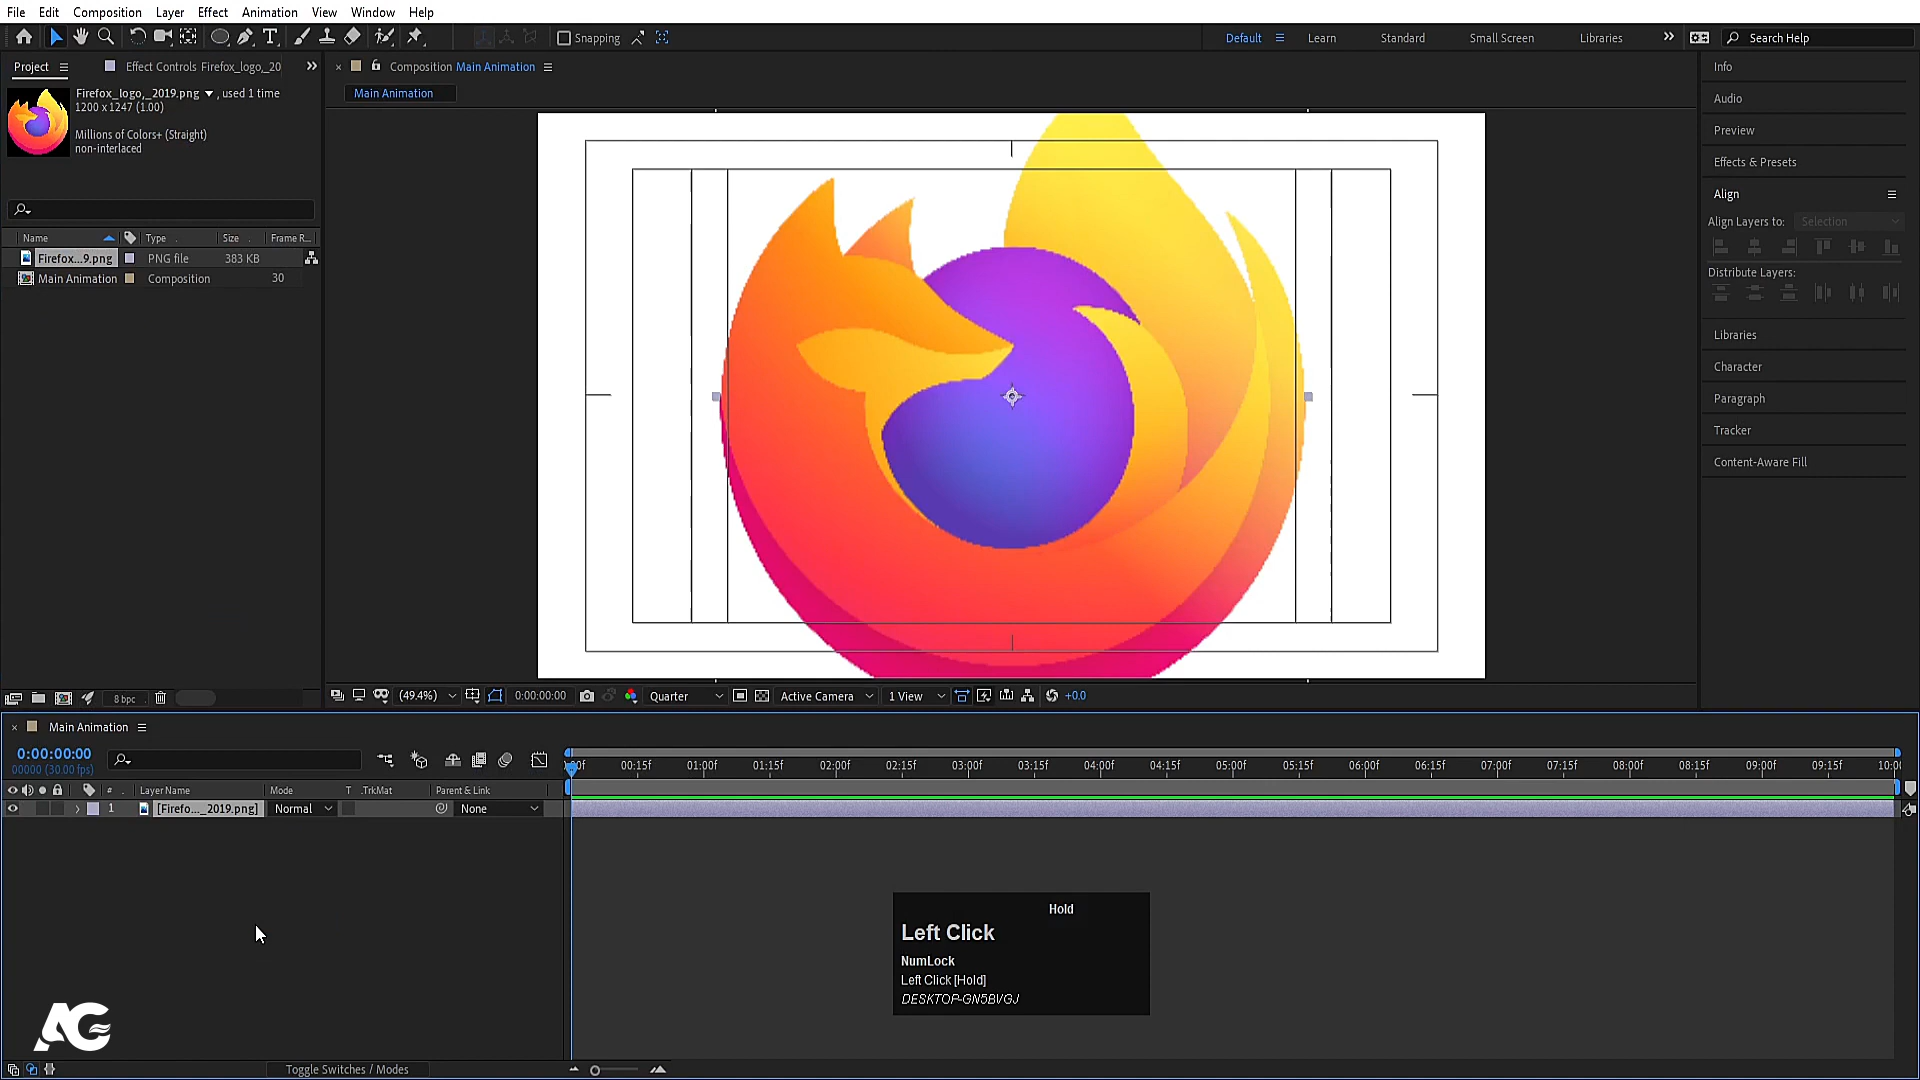 File Edit Composition Layer Effect Animation View Window Help
Snapping
Default Learn Standard Small Screen Libraries Search Help
Project Effect Controls Firefox_logo,_20
Composition Main Animation
Main Animation
Firefox_logo,_2019.png , used 1 time
1200 x 1247 (1.00)
Millions of Colors+ (Straight)
non-interlaced
Name Type Size Frame R...
Firefox...9.png PNG file 383 KB
Main Animation Composition 30
Info
Audio
Preview
Effects & Presets
Align
Align Layers to: Selection
Distribute Layers:
Libraries
Character
Paragraph
Tracker
Content-Aware Fill
8 bpc
(49.4%) 0:00:00:00 Quarter Active Camera 1 View +0.0
Main Animation
0:00:00:00
00000 (30.00 fps)
00:15f 01:00f 01:15f 02:00f 02:15f 03:00f 03:15f 04:00f 04:15f 05:00f 05:15f 06:00f 06:15f 07:00f 07:15f 08:00f 08:15f 09:00f 09:15f 10:0
# Layer Name Mode T .TrkMat Parent & Link
1 [Firefo..._2019.png] Normal None
Hold
Left Click
NumLock
Left Click [Hold]
DESKTOP-GN5BVGJ
AG
Toggle Switches / Modes